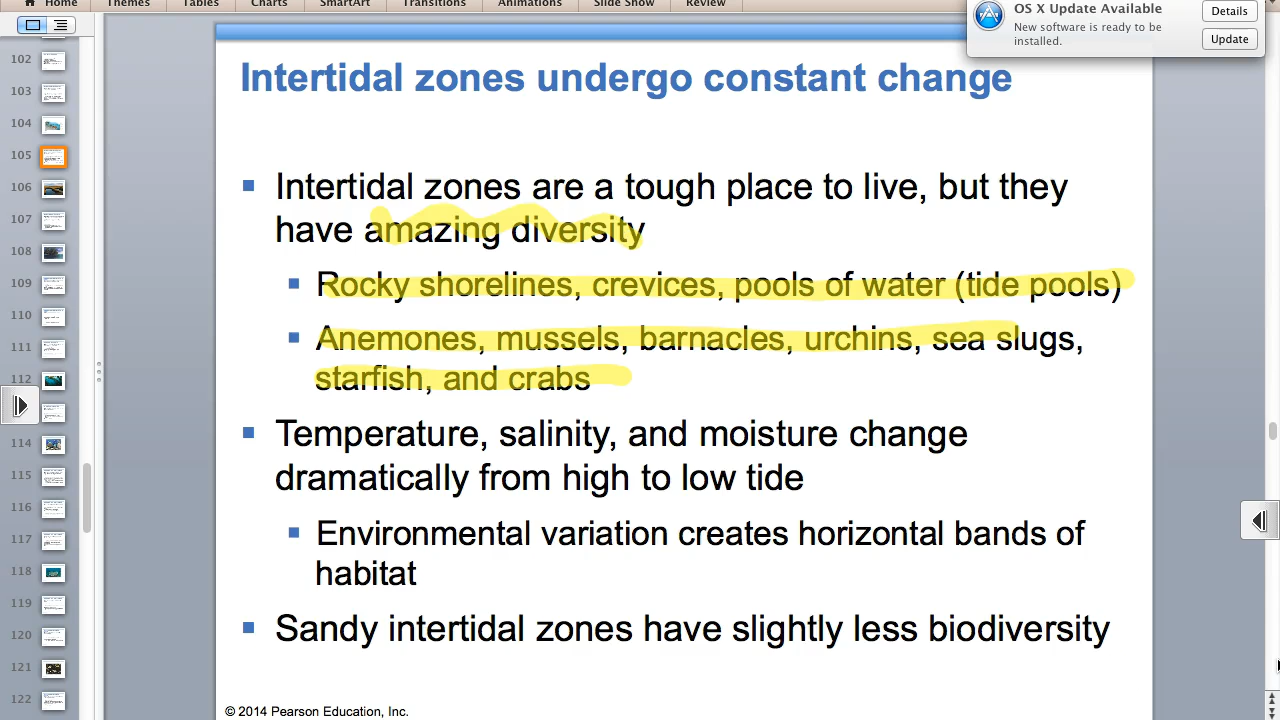 Home Themes Tables Charts SmartArt Transitions Animations Slide Show Review
OS X Update Available
New software is ready to be
installed.
Details
Update
102
103
104
105
106
107
108
109
110
111
112
114
115
116
117
118
119
120
121
122
Intertidal zones undergo constant change
Intertidal zones are a tough place to live, but they
have amazing diversity
Rocky shorelines, crevices, pools of water (tide pools)
Anemones, mussels, barnacles, urchins, sea slugs,
starfish, and crabs
Temperature, salinity, and moisture change
dramatically from high to low tide
Environmental variation creates horizontal bands of
habitat
Sandy intertidal zones have slightly less biodiversity
© 2014 Pearson Education, Inc.